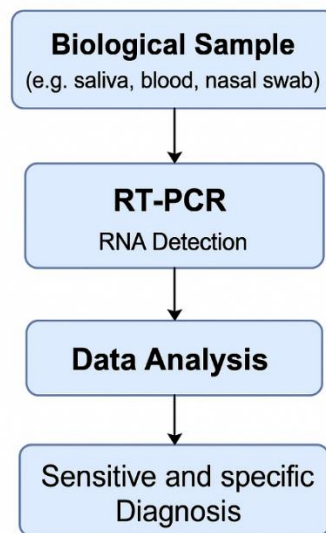 Biological Sample
(e.g. saliva, blood, nasal swab)
RT-PCR
RNA Detection
Data Analysis
Sensitive and specific
Diagnosis